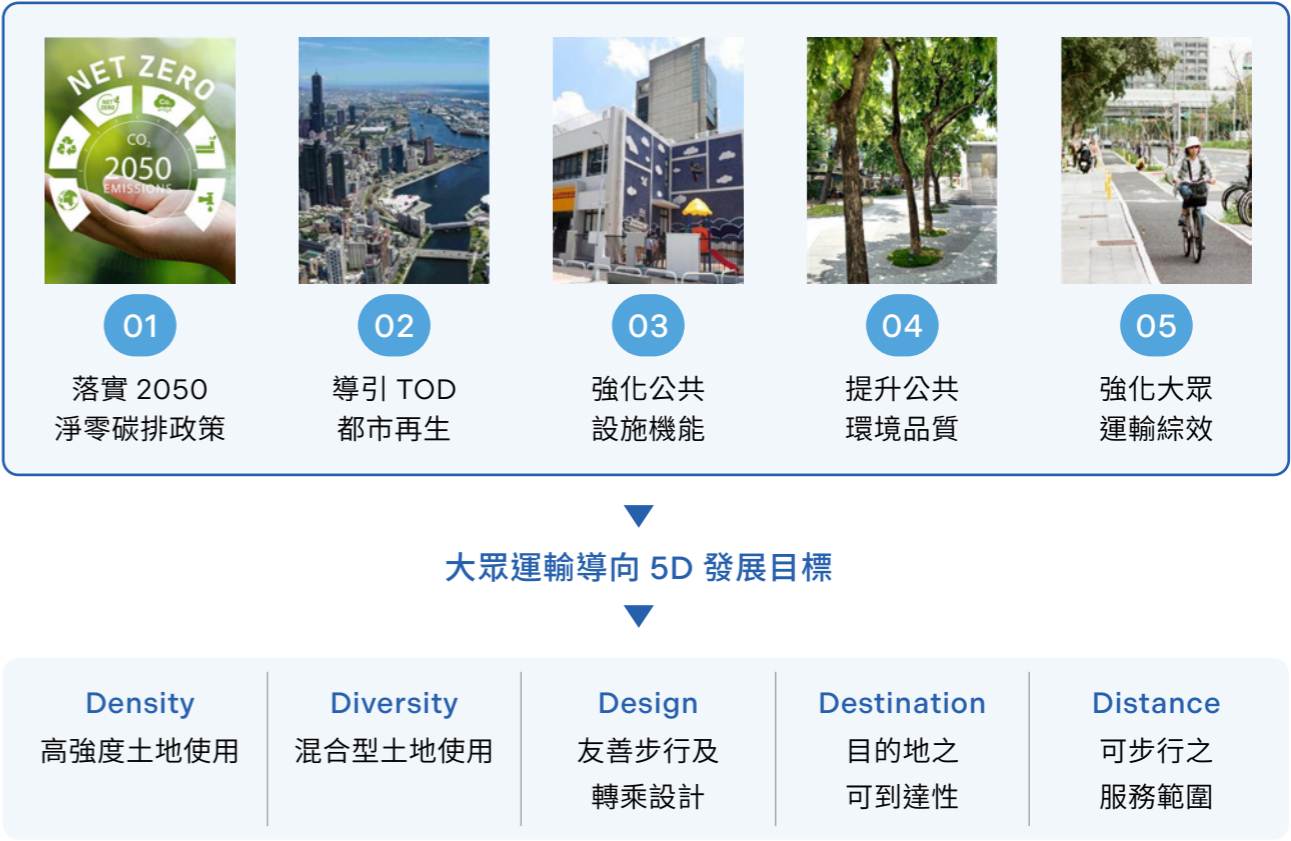 NET ZERO
NET ZERO
CO₂
CO₂
2050
EMISSIONS
01
落實 2050
淨零碳排政策
02
導引 TOD
都市再生
03
強化公共
設施機能
04
提升公共
環境品質
05
強化大眾
運輸綜效
大眾運輸導向 5D 發展目標
Density
高強度土地使用
Diversity
混合型土地使用
Design
友善步行及
轉乘設計
Destination
目的地之
可到達性
Distance
可步行之
服務範圍